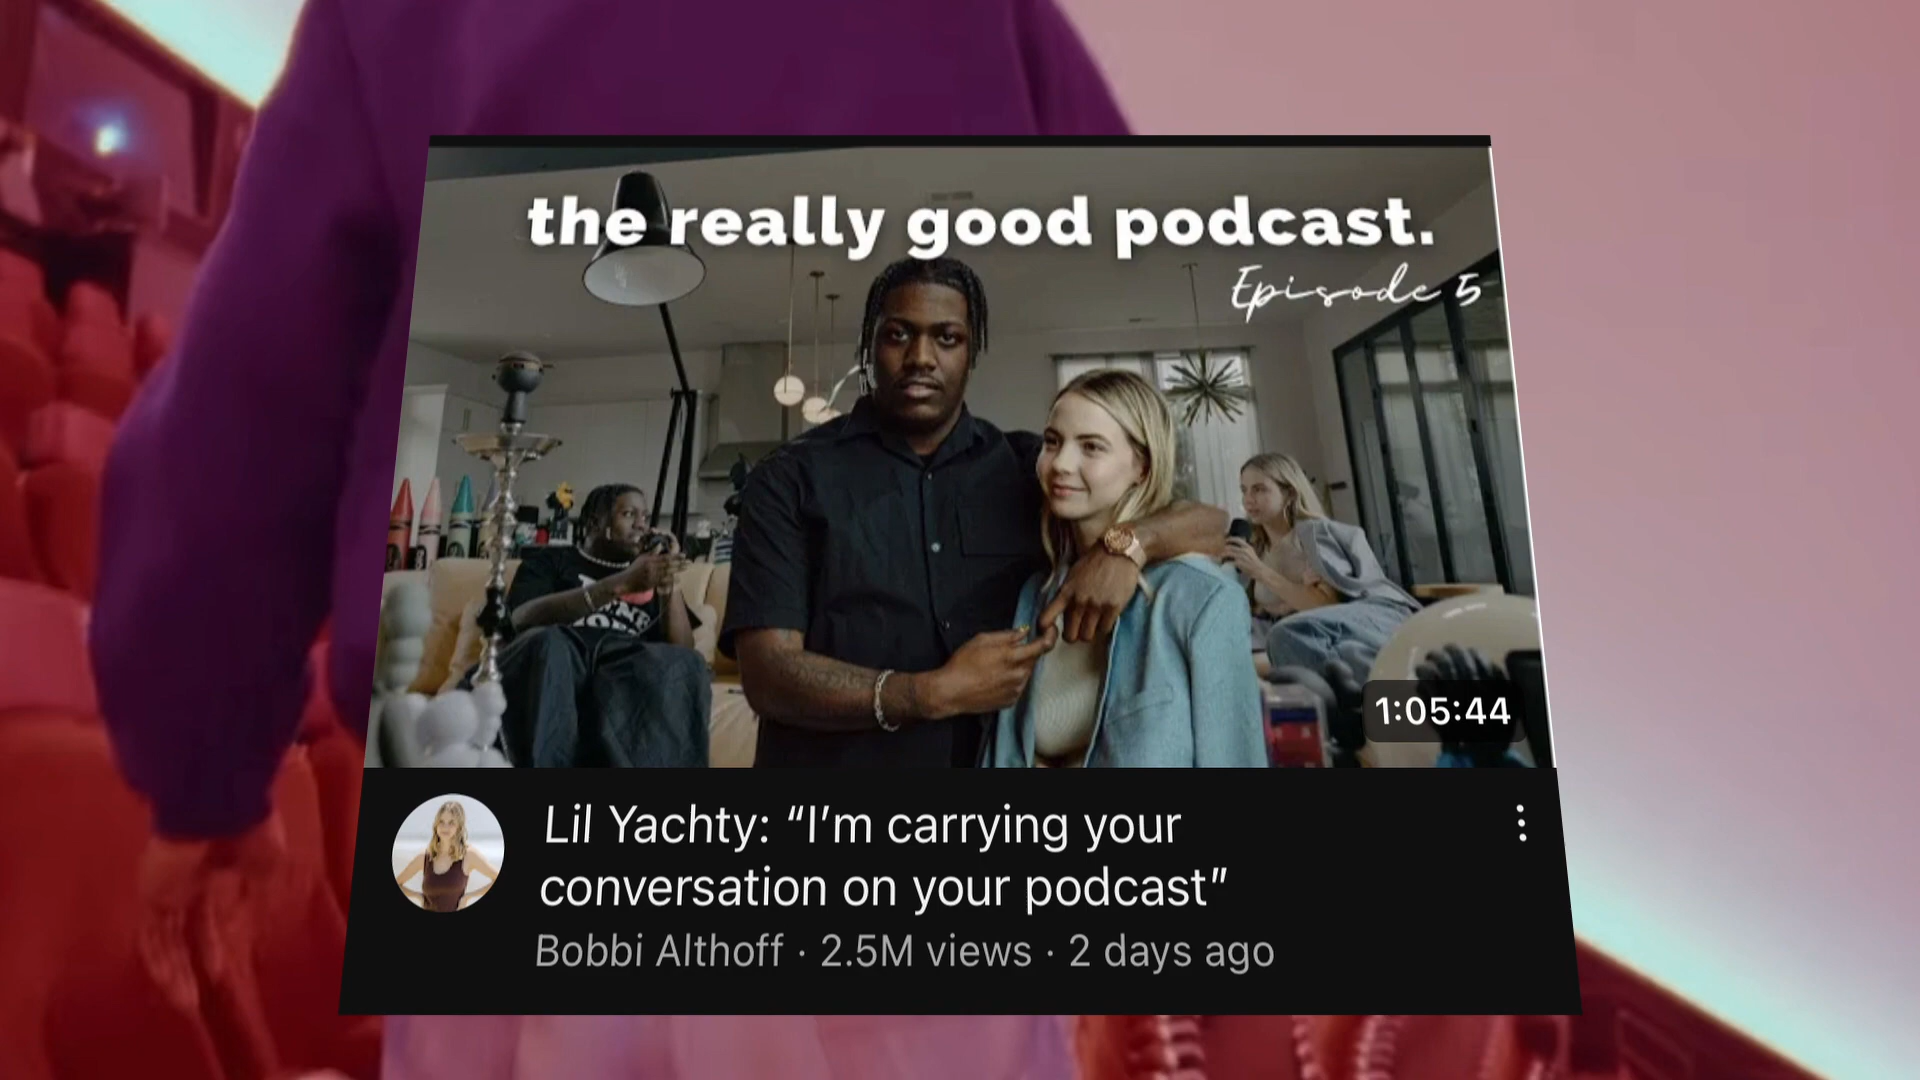 the really good podcast.
Episode 5
1:05:44
Lil Yachty: “I’m carrying your
conversation on your podcast”
Bobbi Althoff · 2.5M views · 2 days ago